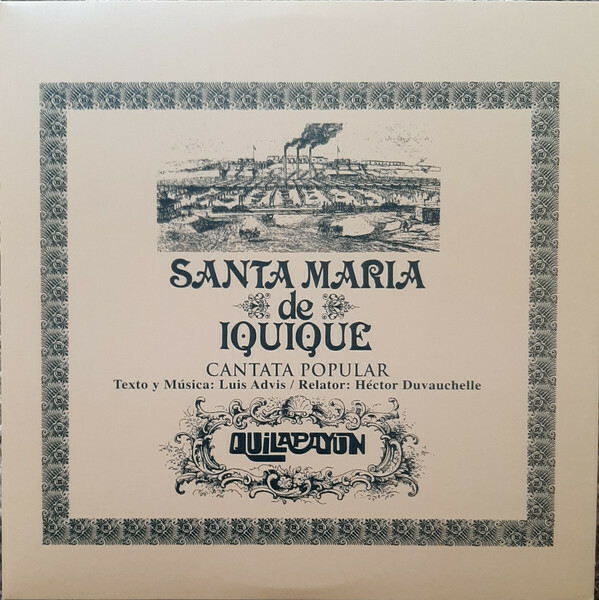 SANTA MARIA
de
IQUIQUE
CANTATA POPULAR
Texto y Música: Luis Advis / Relator: Héctor Duvauchelle
QUILAPAYUN